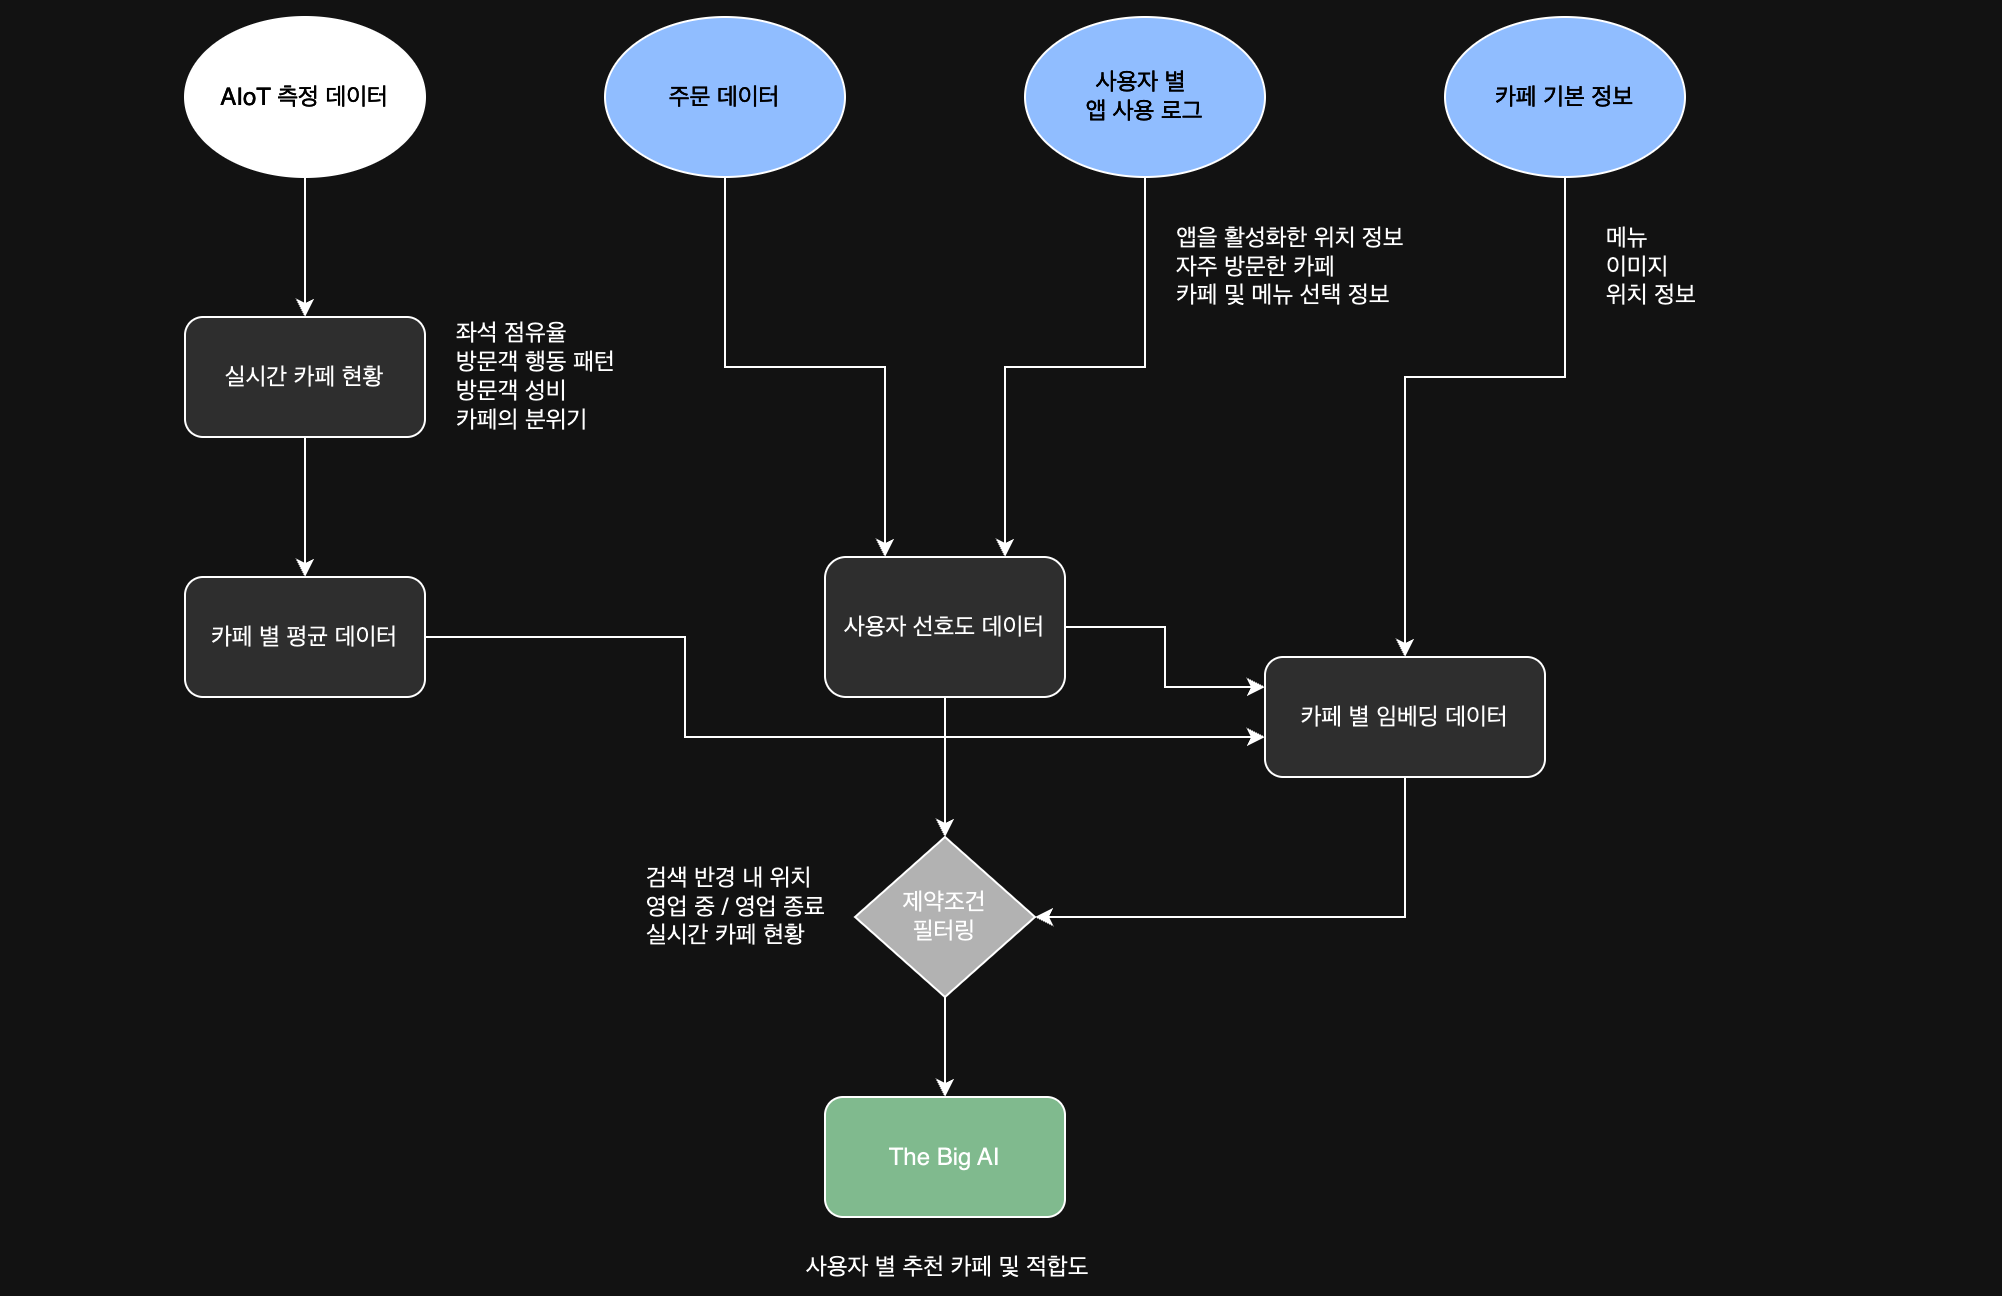 AIoT 측정 데이터
주문 데이터
사용자 별
앱 사용 로그
카페 기본 정보
앱을 활성화한 위치 정보
자주 방문한 카페
카페 및 메뉴 선택 정보
메뉴
이미지
위치 정보
실시간 카페 현황
좌석 점유율
방문객 행동 패턴
방문객 성비
카페의 분위기
카페 별 평균 데이터
사용자 선호도 데이터
카페 별 임베딩 데이터
검색 반경 내 위치
영업 중 / 영업 종료
실시간 카페 현황
제약조건
필터링
The Big AI
사용자 별 추천 카페 및 적합도